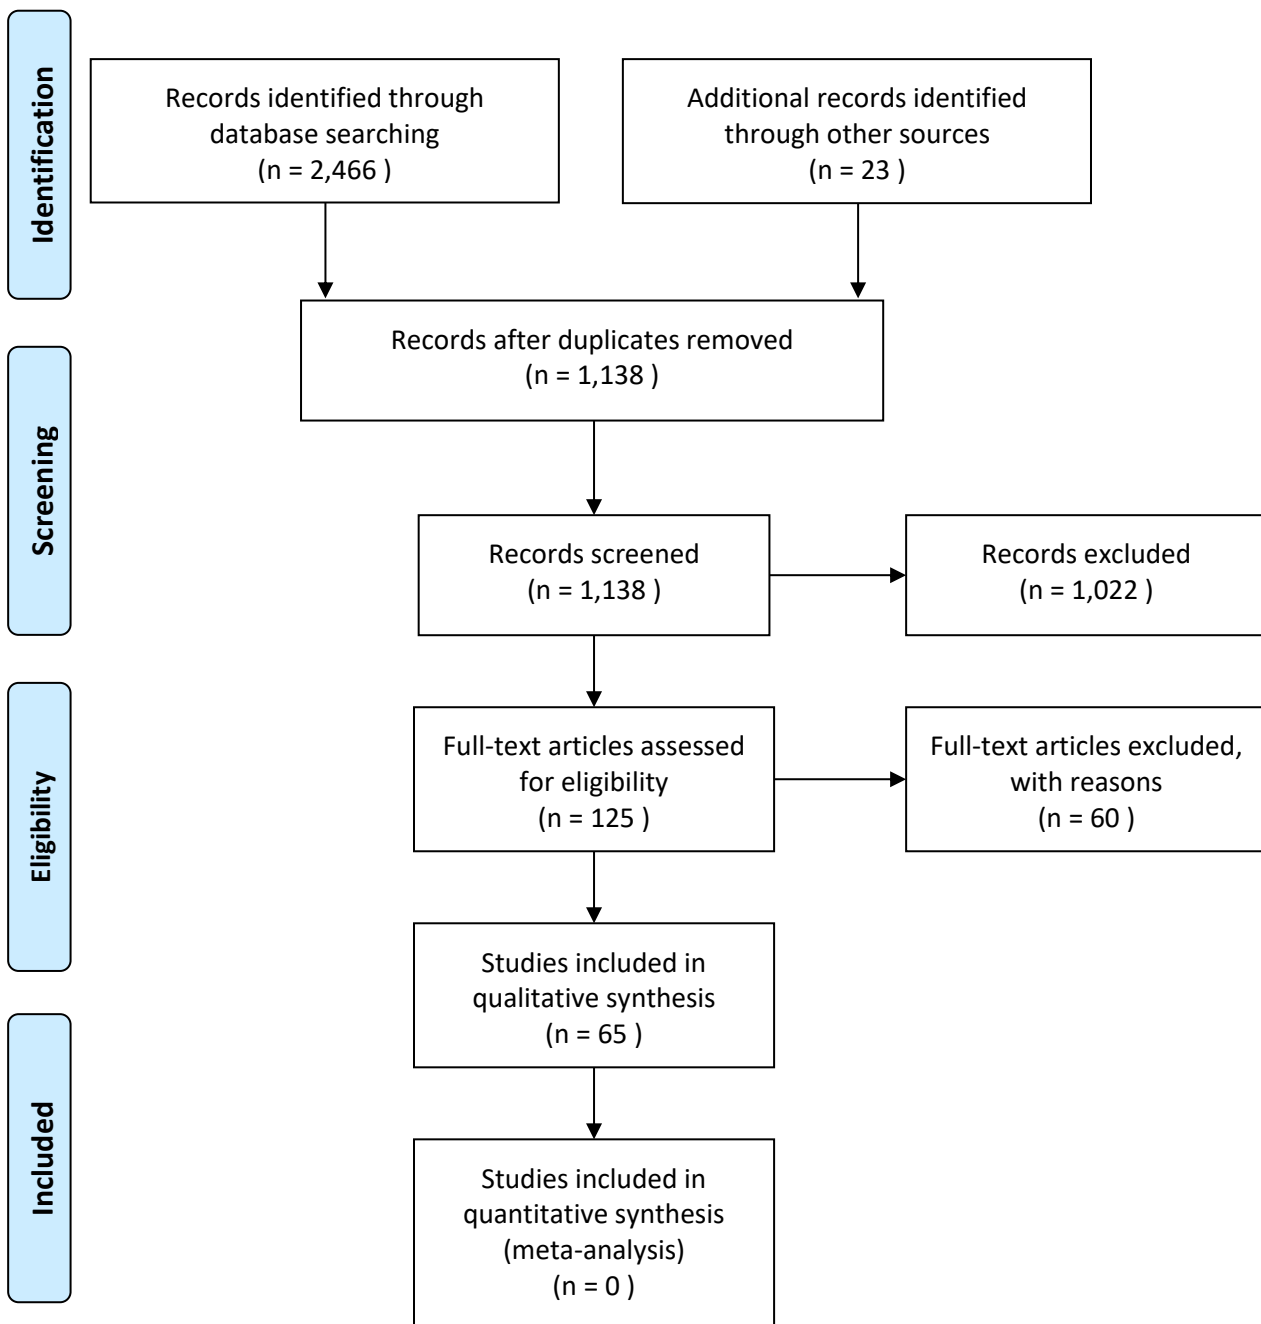 Identification
Records identified through
database searching
(n = 2,466 )
Additional records identified
through other sources
(n = 23 )
Records after duplicates removed
(n = 1,138 )
Screening
Records screened
(n = 1,138 )
Records excluded
(n = 1,022 )
Eligibility
Full-text articles assessed
for eligibility
(n = 125 )
Full-text articles excluded,
with reasons
(n = 60 )
Studies included in
qualitative synthesis
(n = 65 )
Included
Studies included in
quantitative synthesis
(meta-analysis)
(n = 0 )